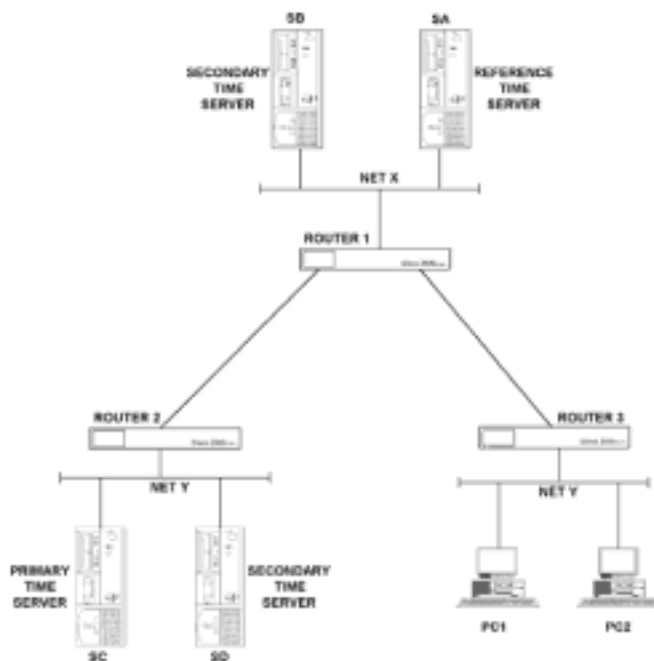 SB
SA
SECONDARY
TIME
SERVER
REFERENCE
TIME
SERVER
NET X
ROUTER 1
ROUTER 2
ROUTER 3
NET Y
NET Y
PRIMARY
TIME
SERVER
SECONDARY
TIME
SERVER
SC
SD
PC1
PC2